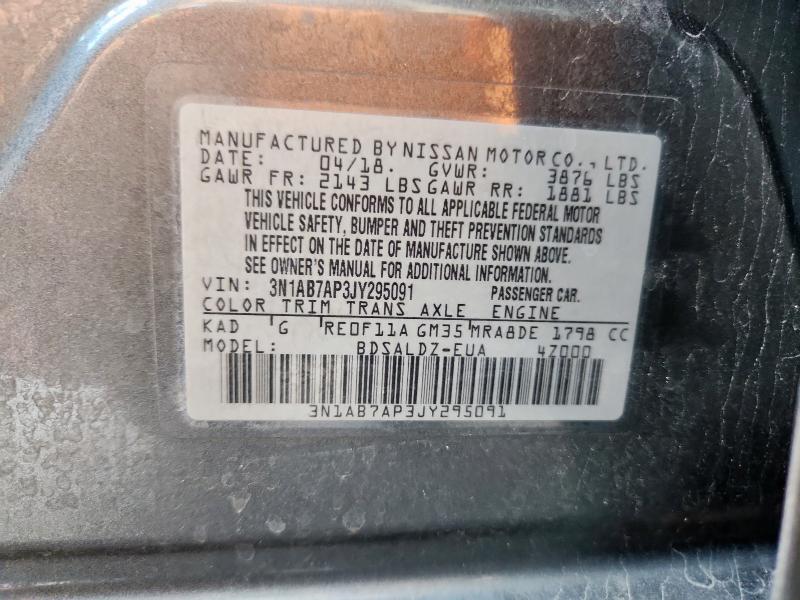 MANUFACTURED BY NISSAN MOTOR CO., LTD.
DATE: 04/18. GVWR: 3876 LBS
GAWR FR: 2143 LBS GAWR RR: 1881 LBS
THIS VEHICLE CONFORMS TO ALL APPLICABLE FEDERAL MOTOR
VEHICLE SAFETY, BUMPER AND THEFT PREVENTION STANDARDS
IN EFFECT ON THE DATE OF MANUFACTURE SHOWN ABOVE.
SEE OWNER'S MANUAL FOR ADDITIONAL INFORMATION.
VIN: 3N1AB7AP3JY295091 PASSENGER CAR.
COLOR TRIM TRANS AXLE ENGINE
KAD G RE0F11A GM35 MRA8DE 1798 CC
MODEL: BDSALDZ-EUA 4Z000
3N1AB7AP3JY295091